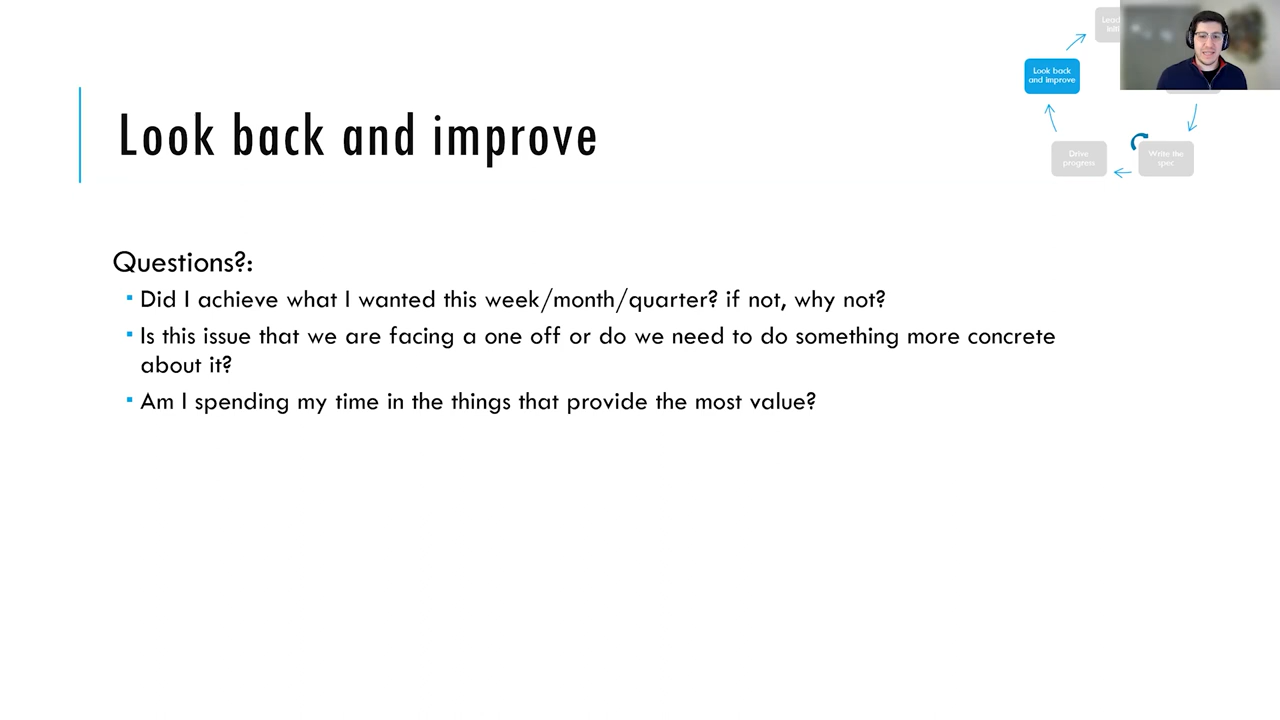 Look back and improve
Questions?:
Did I achieve what I wanted this week/month/quarter? if not, why not?
Is this issue that we are facing a one off or do we need to do something more concrete
about it?
Am I spending my time in the things that provide the most value?
Look back
and improve
Drive
progress
Write the
spec